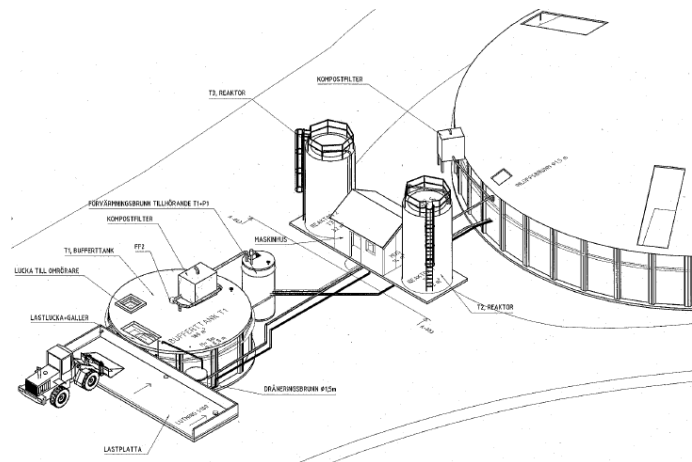 KOMPOSTFILTER
T3, REAKTOR
FÖRVÄRMNINGSBRUNN TILLHÖRANDE T1+P1
KOMPOSTFILTER
MASKINHUS
T1, BUFFERTTANK
FF2
LUCKA TILL OMRÖRARE
BUFFERTTANK T1
T2, REAKTOR
LASTLUCKA+GALLER
DRÄNERINGSBRUNN Ø1,5m
LASTPLATTA